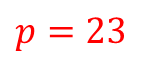 p = 23